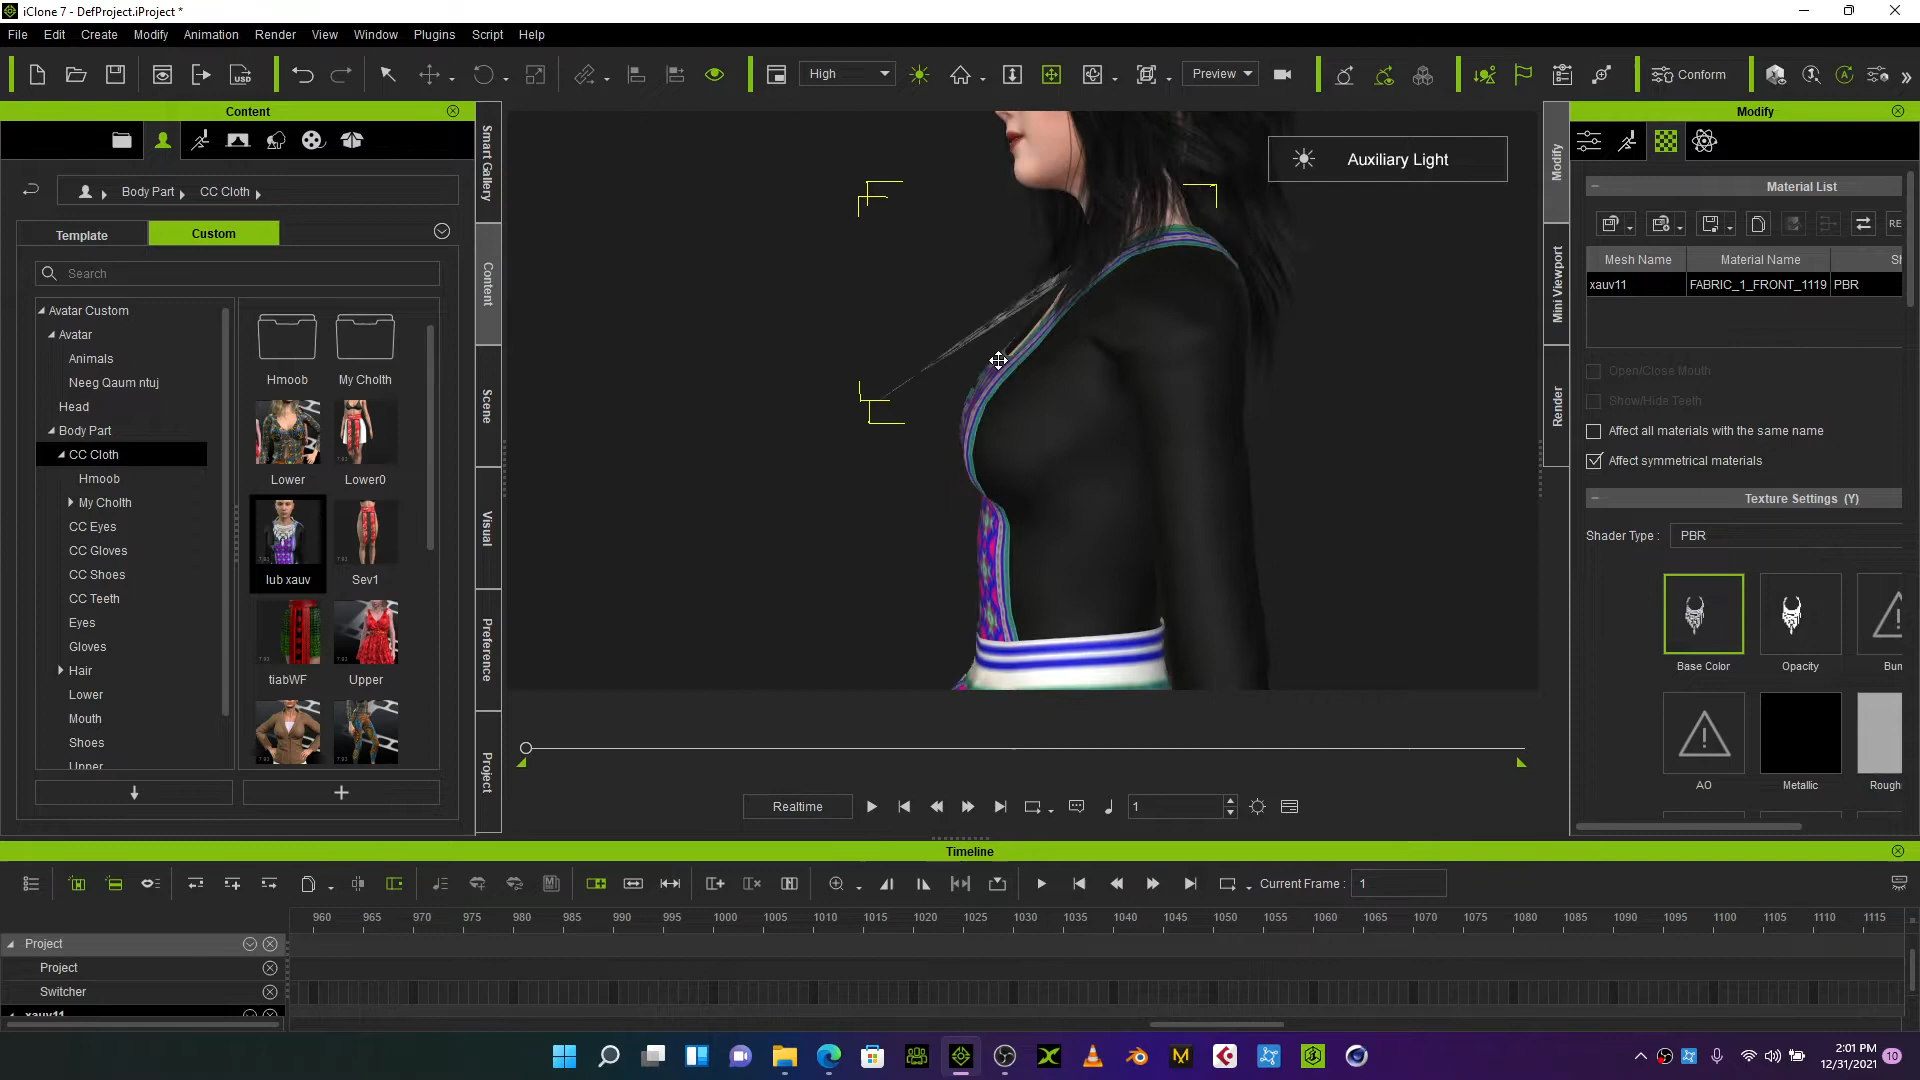 iClone 7 - DefProject.iProject *
File Edit Create Modify Animation Render View Window Plugins Script Help
High
Preview
Conform
Content
Body Part
CC Cloth
Template
Custom
Search
Avatar Custom
Avatar
Animals
Neeg Qaum ntuj
Head
Body Part
CC Cloth
Hmoob
My Cholth
CC Eyes
CC Gloves
CC Shoes
CC Teeth
Eyes
Gloves
Hair
Lower
Mouth
Shoes
Upper
Hmoob
My Cholth
Lower
Lower0
lub xauv
Sev1
tiabWF
Upper
Smart Gallery
Content
Scene
Visual
Preference
Project
Auxiliary Light
Realtime
1
Modify
Mini Viewport
Render
Modify
Material List
RE
Mesh Name
Material Name
Sh
xauv11
FABRIC_1_FRONT_1119
PBR
Open/Close Mouth
Show/Hide Teeth
Affect all materials with the same name
Affect symmetrical materials
Texture Settings (Y)
Shader Type :
PBR
Base Color
Opacity
Bum
AO
Metallic
Rough
Timeline
Current Frame : 1
960 965 970 975 980 985 990 995 1000 1005 1010 1015 1020 1025 1030 1035 1040 1045 1050 1055 1060 1065 1070 1075 1080 1085 1090 1095 1100 1105 1110 1115
Project
Project
Switcher
xauv11
2:01 PM
12/31/2021
10